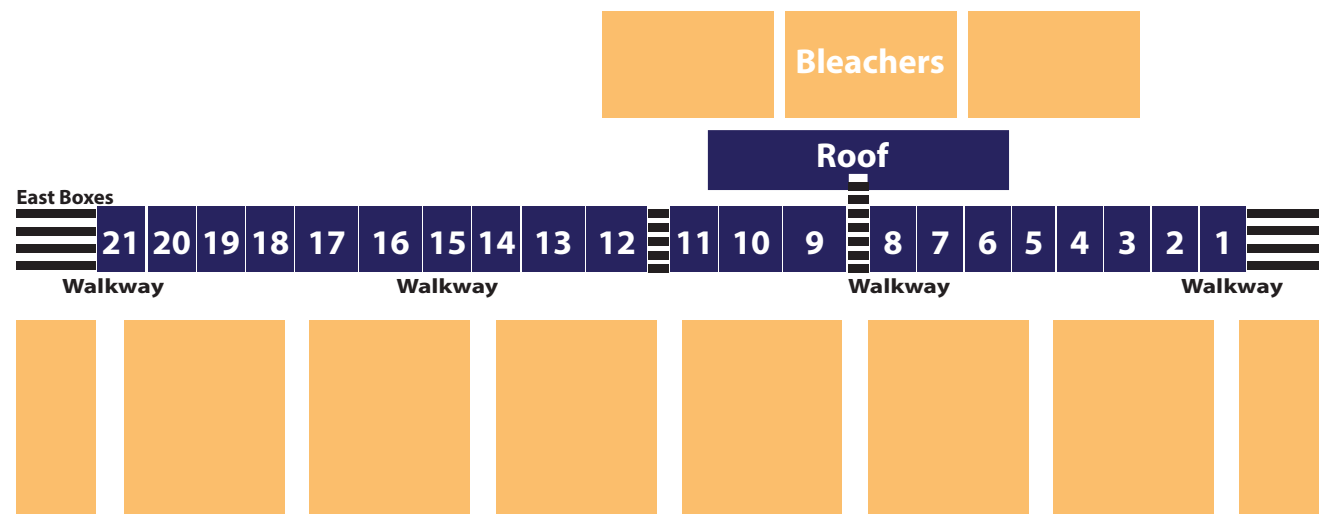 Bleachers
Roof
East Boxes
21 20 19 18 17 16 15 14 13 12 11 10 9 8 7 6 5 4 3 2 1
Walkway Walkway Walkway Walkway